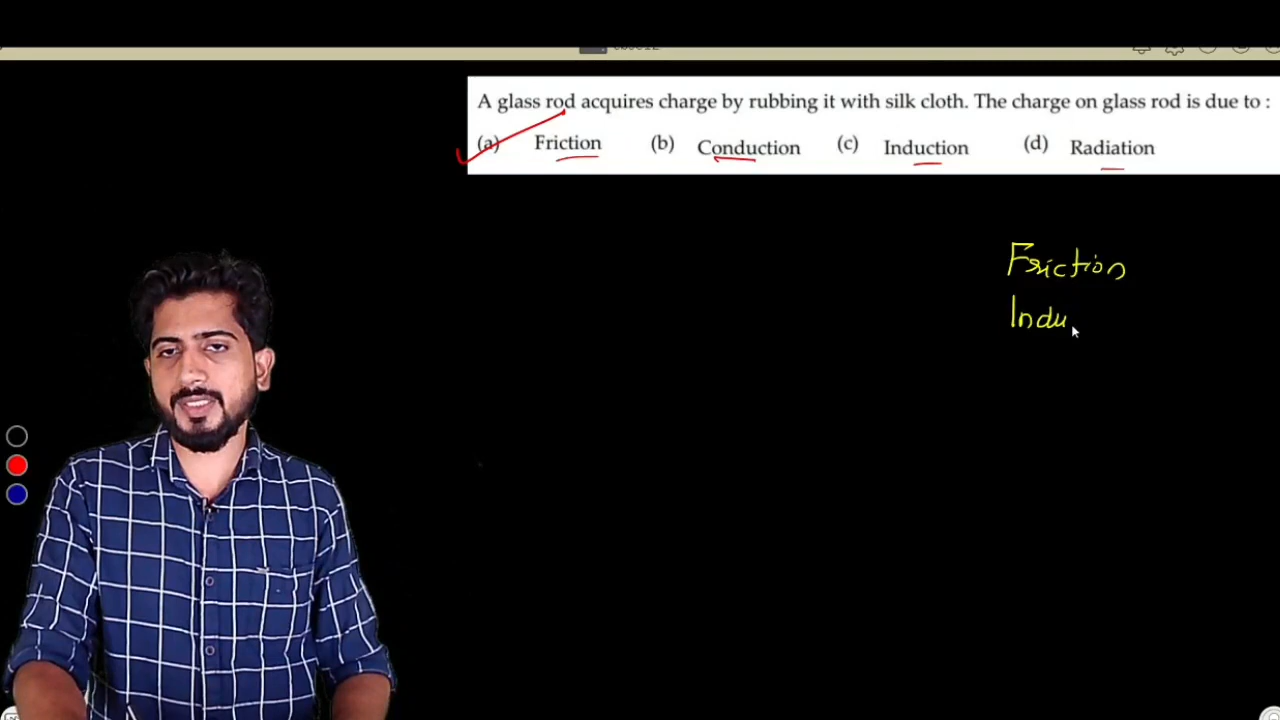 A glass rod acquires charge by rubbing it with silk cloth. The charge on glass rod is due to :
(a) Friction (b) Conduction (c) Induction (d) Radiation
Friction
Indu